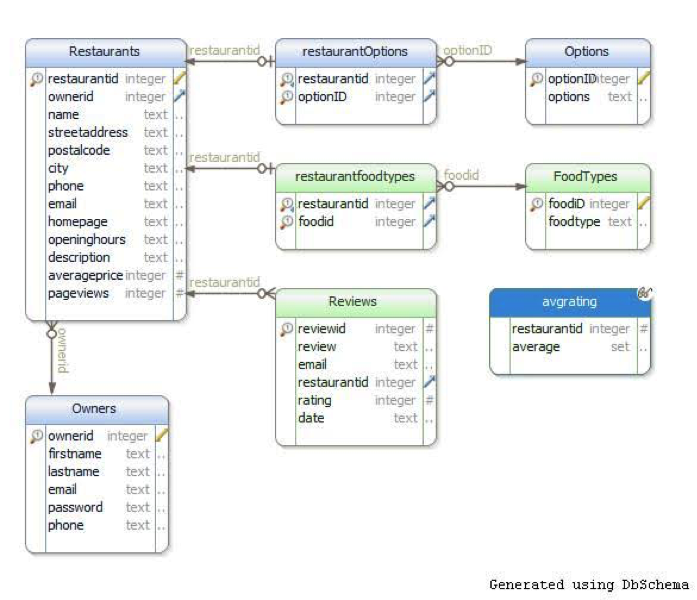 Restaurants
restaurantid integer
ownerid integer
name text
streetaddress text
postalcode text
city text
phone text
email text
homepage text
openinghours text
description text
averageprice integer #
pageviews integer #
restaurantid
restaurantOptions
restaurantid integer
optionID integer
optionID
Options
optionID integer
options text
restaurantid
restaurantfoodtypes
restaurantid integer
foodid integer
foodid
FoodTypes
foodID integer
foodtype text
restaurantid
Reviews
reviewid integer #
review text
email text
restaurantid integer
rating integer #
date text
avgrating
restaurantid integer #
average set
ownerid
Owners
ownerid integer
firstname text
lastname text
email text
password text
phone text
Generated using DbSchema